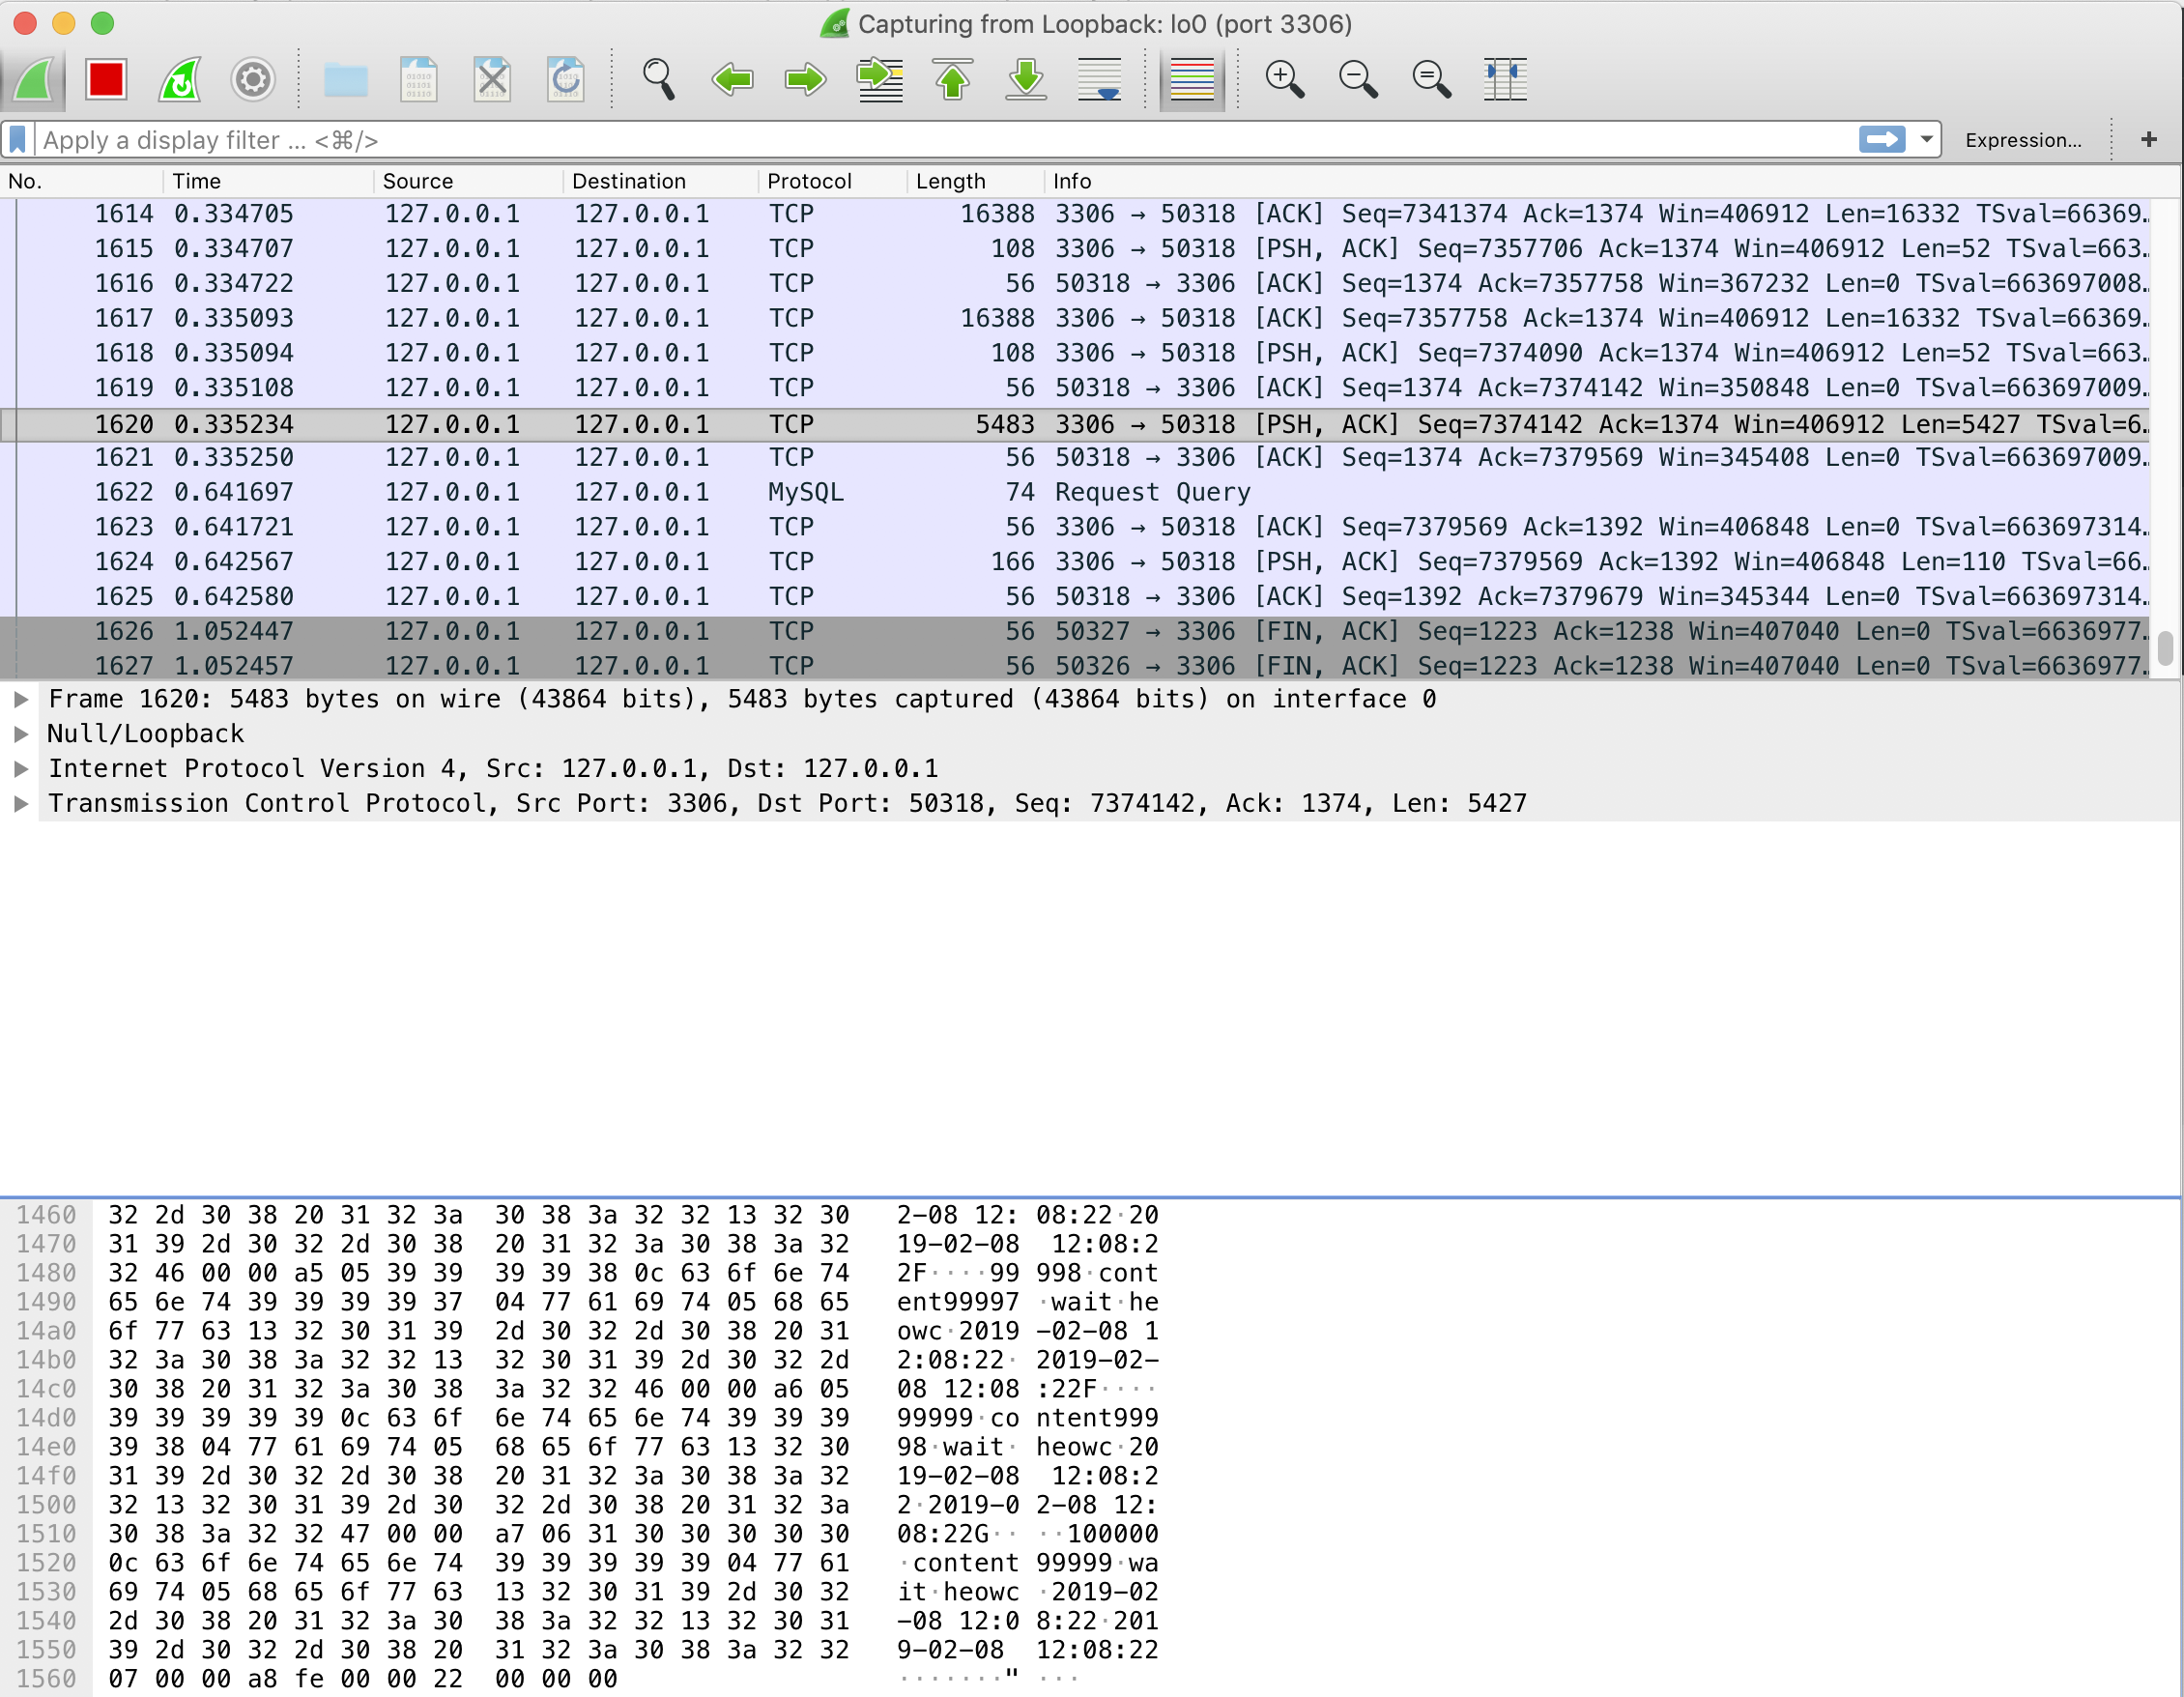 Capturing from Loopback: lo0 (port 3306)
Apply a display filter ... <⌘/>
Expression...
+
No. Time Source Destination Protocol Length Info
1614 0.334705 127.0.0.1 127.0.0.1 TCP 16388 3306 → 50318 [ACK] Seq=7341374 Ack=1374 Win=406912 Len=16332 TSval=66369…
1615 0.334707 127.0.0.1 127.0.0.1 TCP 108 3306 → 50318 [PSH, ACK] Seq=7357706 Ack=1374 Win=406912 Len=52 TSval=663…
1616 0.334722 127.0.0.1 127.0.0.1 TCP 56 50318 → 3306 [ACK] Seq=1374 Ack=7357758 Win=367232 Len=0 TSval=663697008…
1617 0.335093 127.0.0.1 127.0.0.1 TCP 16388 3306 → 50318 [ACK] Seq=7357758 Ack=1374 Win=406912 Len=16332 TSval=66369…
1618 0.335094 127.0.0.1 127.0.0.1 TCP 108 3306 → 50318 [PSH, ACK] Seq=7374090 Ack=1374 Win=406912 Len=52 TSval=663…
1619 0.335108 127.0.0.1 127.0.0.1 TCP 56 50318 → 3306 [ACK] Seq=1374 Ack=7374142 Win=350848 Len=0 TSval=663697009…
1620 0.335234 127.0.0.1 127.0.0.1 TCP 5483 3306 → 50318 [PSH, ACK] Seq=7374142 Ack=1374 Win=406912 Len=5427 TSval=6…
1621 0.335250 127.0.0.1 127.0.0.1 TCP 56 50318 → 3306 [ACK] Seq=1374 Ack=7379569 Win=345408 Len=0 TSval=663697009…
1622 0.641697 127.0.0.1 127.0.0.1 MySQL 74 Request Query
1623 0.641721 127.0.0.1 127.0.0.1 TCP 56 3306 → 50318 [ACK] Seq=7379569 Ack=1392 Win=406848 Len=0 TSval=663697314…
1624 0.642567 127.0.0.1 127.0.0.1 TCP 166 3306 → 50318 [PSH, ACK] Seq=7379569 Ack=1392 Win=406848 Len=110 TSval=66…
1625 0.642580 127.0.0.1 127.0.0.1 TCP 56 50318 → 3306 [ACK] Seq=1392 Ack=7379679 Win=345344 Len=0 TSval=663697314…
1626 1.052447 127.0.0.1 127.0.0.1 TCP 56 50327 → 3306 [FIN, ACK] Seq=1223 Ack=1238 Win=407040 Len=0 TSval=6636977…
1627 1.052457 127.0.0.1 127.0.0.1 TCP 56 50326 → 3306 [FIN, ACK] Seq=1223 Ack=1238 Win=407040 Len=0 TSval=6636977…
Frame 1620: 5483 bytes on wire (43864 bits), 5483 bytes captured (43864 bits) on interface 0
Null/Loopback
Internet Protocol Version 4, Src: 127.0.0.1, Dst: 127.0.0.1
Transmission Control Protocol, Src Port: 3306, Dst Port: 50318, Seq: 7374142, Ack: 1374, Len: 5427
1460 32 2d 30 38 20 31 32 3a 30 38 3a 32 32 13 32 30 2-08 12: 08:22·20
1470 31 39 2d 30 32 2d 30 38 20 31 32 3a 30 38 3a 32 19-02-08 12:08:2
1480 32 46 00 00 a5 05 39 39 39 39 38 0c 63 6f 6e 74 2F····99 998·cont
1490 65 6e 74 39 39 39 39 37 04 77 61 69 74 05 68 65 ent99997 ·wait·he
14a0 6f 77 63 13 32 30 31 39 2d 30 32 2d 30 38 20 31 owc·2019 -02-08 1
14b0 32 3a 30 38 3a 32 32 13 32 30 31 39 2d 30 32 2d 2:08:22· 2019-02-
14c0 30 38 20 31 32 3a 30 38 3a 32 32 46 00 00 a6 05 08 12:08 :22F····
14d0 39 39 39 39 39 0c 63 6f 6e 74 65 6e 74 39 39 39 99999·co ntent999
14e0 39 38 04 77 61 69 74 05 68 65 6f 77 63 13 32 30 98·wait· heowc·20
14f0 31 39 2d 30 32 2d 30 38 20 31 32 3a 30 38 3a 32 19-02-08 12:08:2
1500 32 13 32 30 31 39 2d 30 32 2d 30 38 20 31 32 3a 2·2019-0 2-08 12:
1510 30 38 3a 32 32 47 00 00 a7 06 31 30 30 30 30 30 08:22G·· ··100000
1520 0c 63 6f 6e 74 65 6e 74 39 39 39 39 39 04 77 61 ·content 99999·wa
1530 69 74 05 68 65 6f 77 63 13 32 30 31 39 2d 30 32 it·heowc ·2019-02
1540 2d 30 38 20 31 32 3a 30 38 3a 32 32 13 32 30 31 -08 12:0 8:22·201
1550 39 2d 30 32 2d 30 38 20 31 32 3a 30 38 3a 32 32 9-02-08 12:08:22
1560 07 00 00 a8 fe 00 00 22 00 00 00 ·······" ···